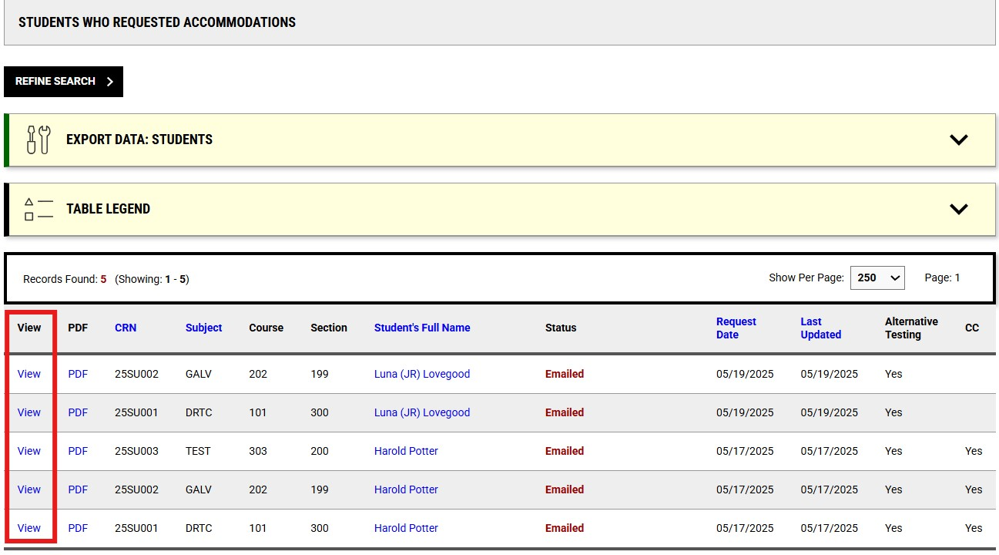 STUDENTS WHO REQUESTED ACCOMMODATIONS
REFINE SEARCH
EXPORT DATA: STUDENTS
TABLE LEGEND
Records Found: 5 (Showing: 1 - 5) Show Per Page: 250 Page: 1
View PDF CRN Subject Course Section Student's Full Name Status Request Date Last Updated Alternative Testing CC
View PDF 25SU002 GALV 202 199 Luna (JR) Lovegood Emailed 05/19/2025 05/19/2025 Yes
View PDF 25SU001 DRTC 101 300 Luna (JR) Lovegood Emailed 05/19/2025 05/19/2025 Yes
View PDF 25SU003 TEST 303 200 Harold Potter Emailed 05/17/2025 05/17/2025 Yes Yes
View PDF 25SU002 GALV 202 199 Harold Potter Emailed 05/17/2025 05/17/2025 Yes Yes
View PDF 25SU001 DRTC 101 300 Harold Potter Emailed 05/17/2025 05/17/2025 Yes Yes